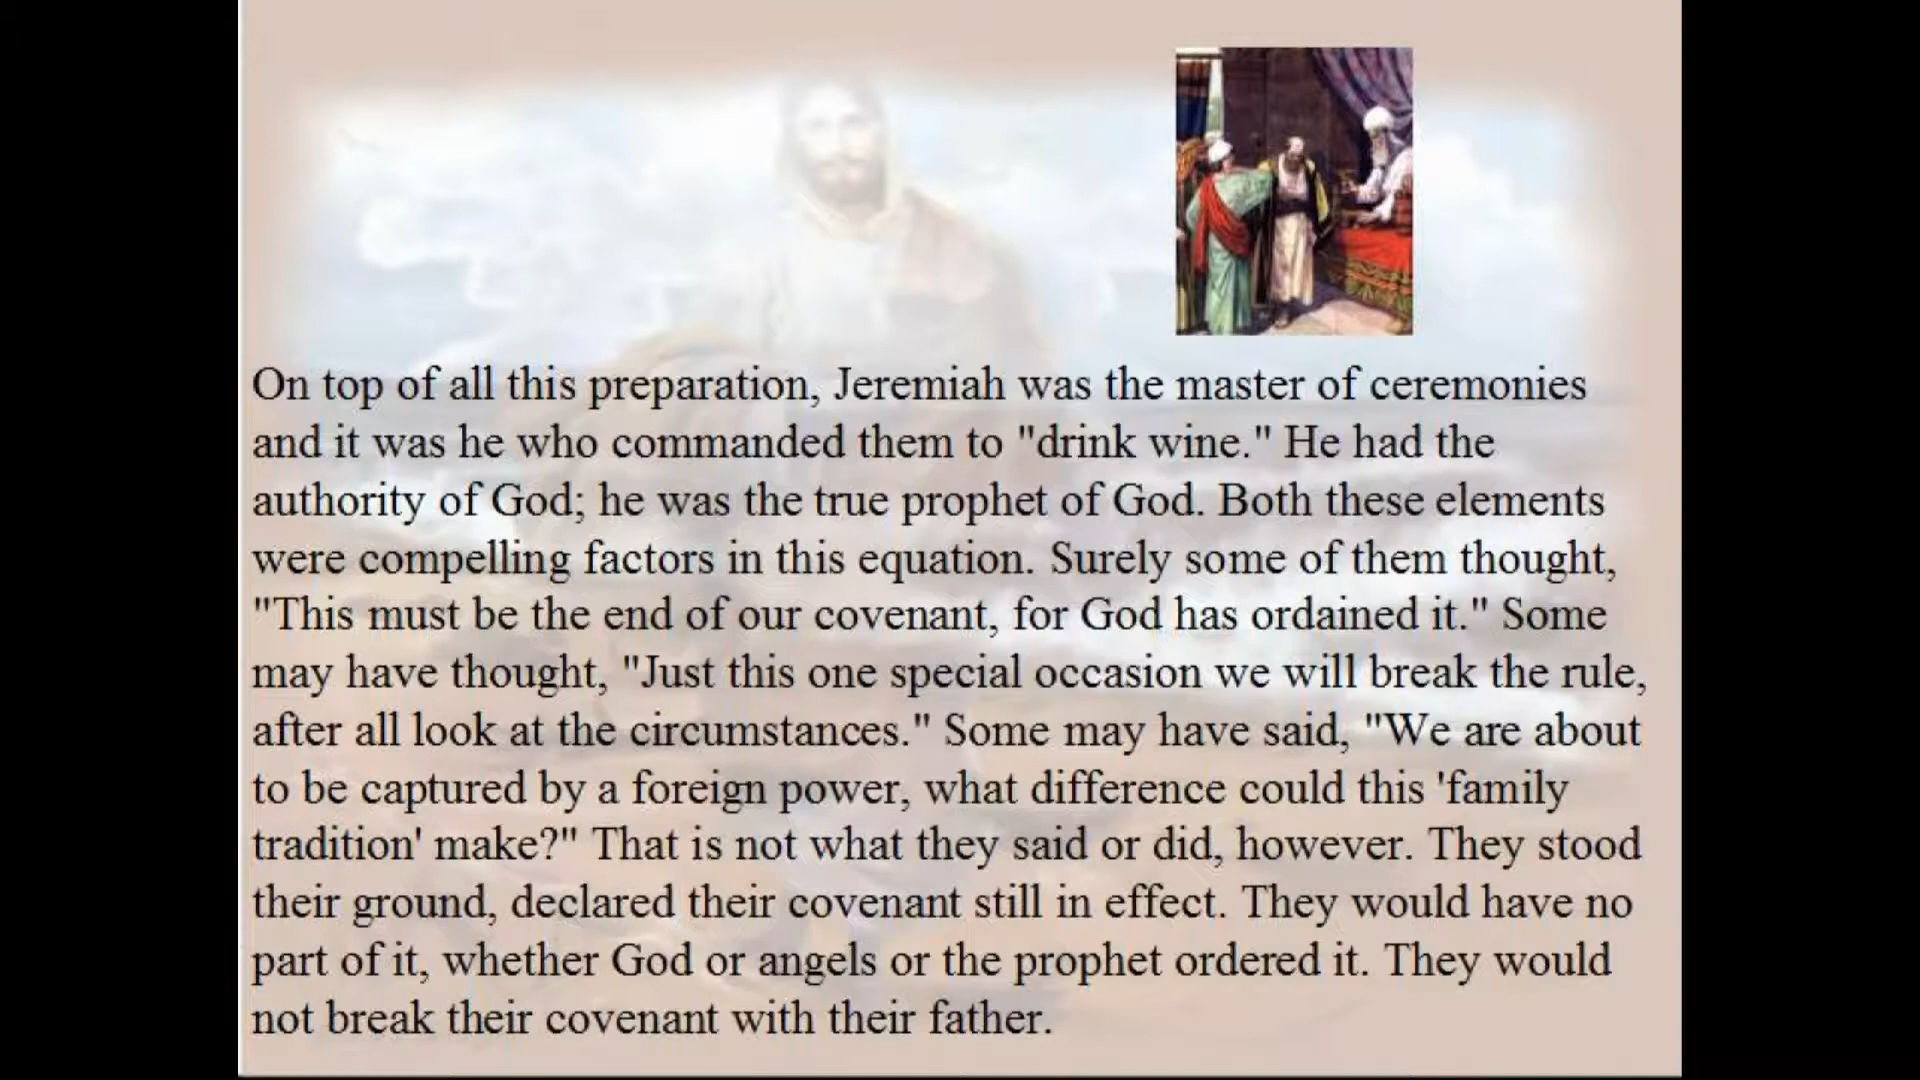 On top of all this preparation, Jeremiah was the master of ceremonies
and it was he who commanded them to "drink wine." He had the
authority of God; he was the true prophet of God. Both these elements
were compelling factors in this equation. Surely some of them thought,
"This must be the end of our covenant, for God has ordained it." Some
may have thought, "Just this one special occasion we will break the rule,
after all look at the circumstances." Some may have said, "We are about
to be captured by a foreign power, what difference could this 'family
tradition' make?" That is not what they said or did, however. They stood
their ground, declared their covenant still in effect. They would have no
part of it, whether God or angels or the prophet ordered it. They would
not break their covenant with their father.